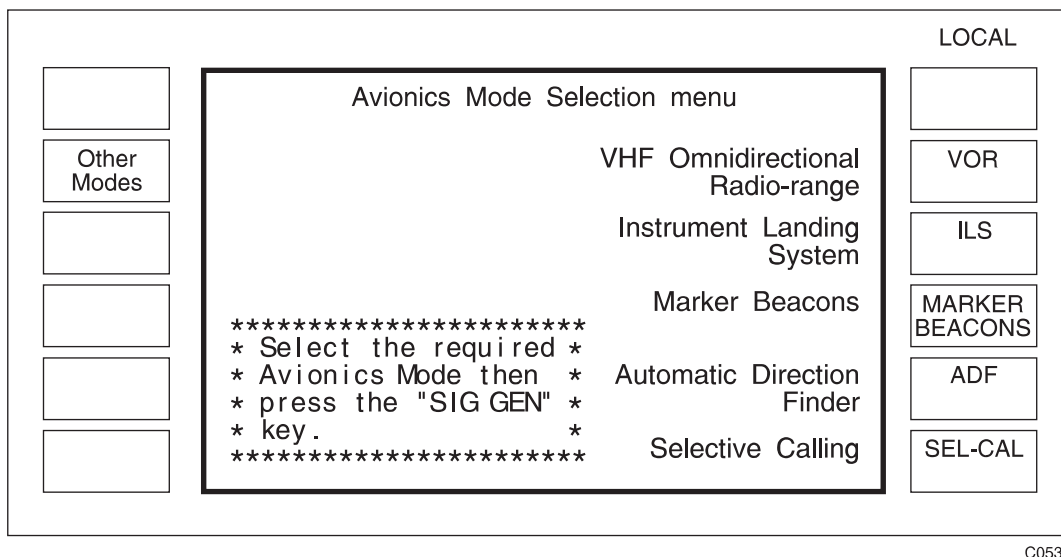 LOCAL
Avionics Mode Selection menu
Other
Modes
VHF Omnidirectional
Radio-range
VOR
Instrument Landing
System
ILS
Marker Beacons
MARKER
BEACONS
***********************
* Select the required *
* Avionics Mode then *
* press the "SIG GEN" *
* key. *
***********************
Automatic Direction
Finder
ADF
Selective Calling
SEL-CAL
C053